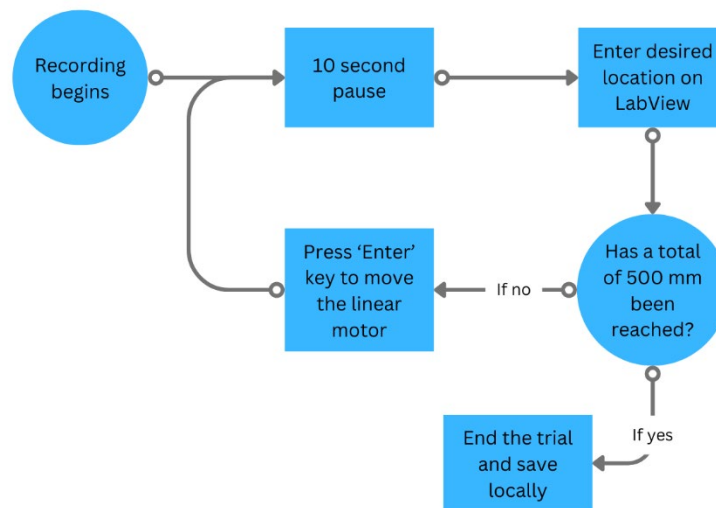 Recording
begins
10 second
pause
Enter desired
location on
LabView
Has a total
of 500 mm
been
reached?
If no
Press ‘Enter’
key to move
the linear
motor
If yes
End the trial
and save
locally